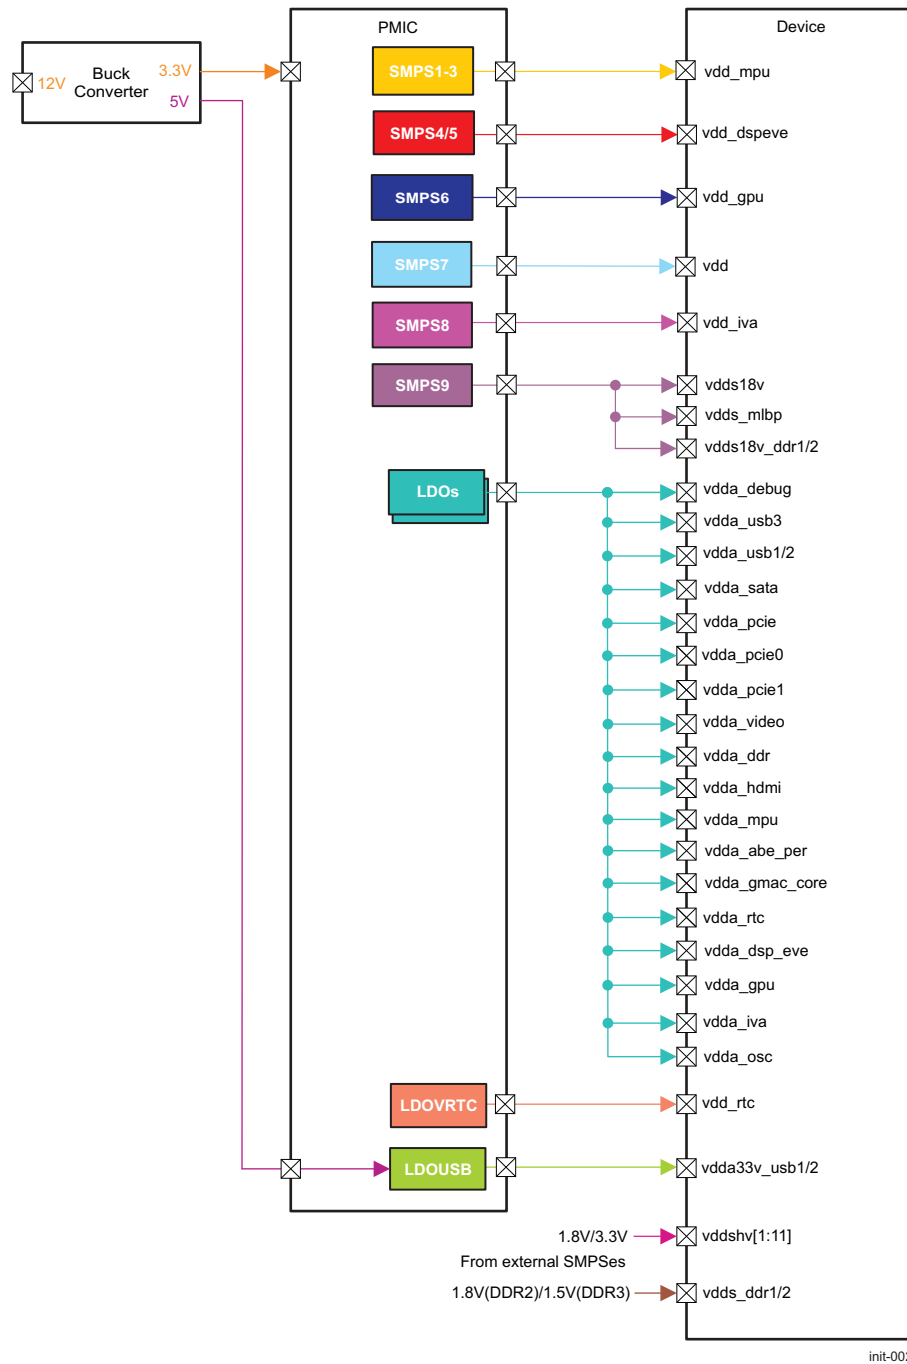 PMIC
Device
Buck
Converter
12V
3.3V
5V
SMPS1-3
vdd_mpu
SMPS4/5
vdd_dspeve
SMPS6
vdd_gpu
SMPS7
vdd
SMPS8
vdd_iva
SMPS9
vdds18v
vdds_mlbp
vdds18v_ddr1/2
LDOs
vdda_debug
vdda_usb3
vdda_usb1/2
vdda_sata
vdda_pcie
vdda_pcie0
vdda_pcie1
vdda_video
vdda_ddr
vdda_hdmi
vdda_mpu
vdda_abe_per
vdda_gmac_core
vdda_rtc
vdda_dsp_eve
vdda_gpu
vdda_iva
vdda_osc
LDOVRTC
vdd_rtc
LDOUSB
vdda33v_usb1/2
1.8V/3.3V
vddshv[1:11]
From external SMPSes
1.8V(DDR2)/1.5V(DDR3)
vdds_ddr1/2